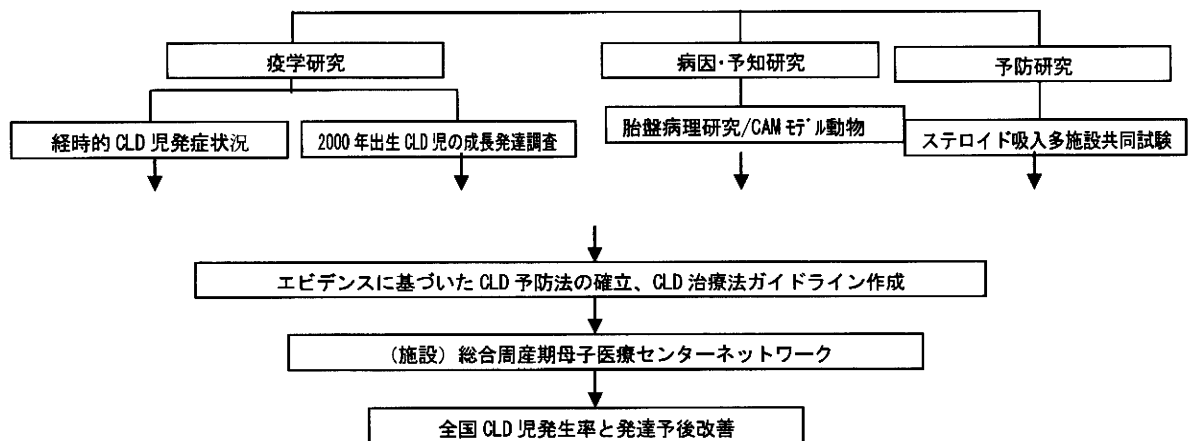 疫学研究
病因・予知研究
予防研究
経時的 CLD 児発症状況
2000 年出生 CLD 児の成長発達調査
胎盤病理研究/CAM ﾓﾃﾞﾙ動物
ステロイド吸入多施設共同試験
エビデンスに基づいた CLD 予防法の確立、CLD 治療法ガイドライン作成
（施設）総合周産期母子医療センターネットワーク
全国 CLD 児発生率と発達予後改善